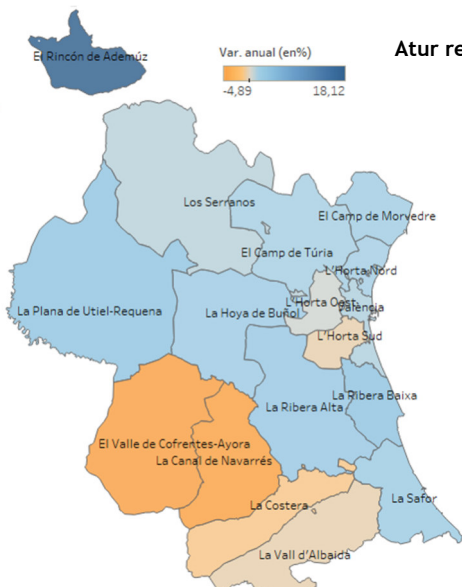 Atur re
Var. anual (en%)
-4,89 18,12
El Rincón de Ademúz
Los Serranos
El Camp de Morvedre
El Camp de Túria
L'Horta Nord
L'Horta Oest
València
La Plana de Utiel-Requena
La Hoya de Buñol
L'Horta Sud
La Ribera Baixa
La Ribera Alta
El Valle de Cofrentes-Ayora
La Canal de Navarrés
La Safor
La Costera
La Vall d'Albaida